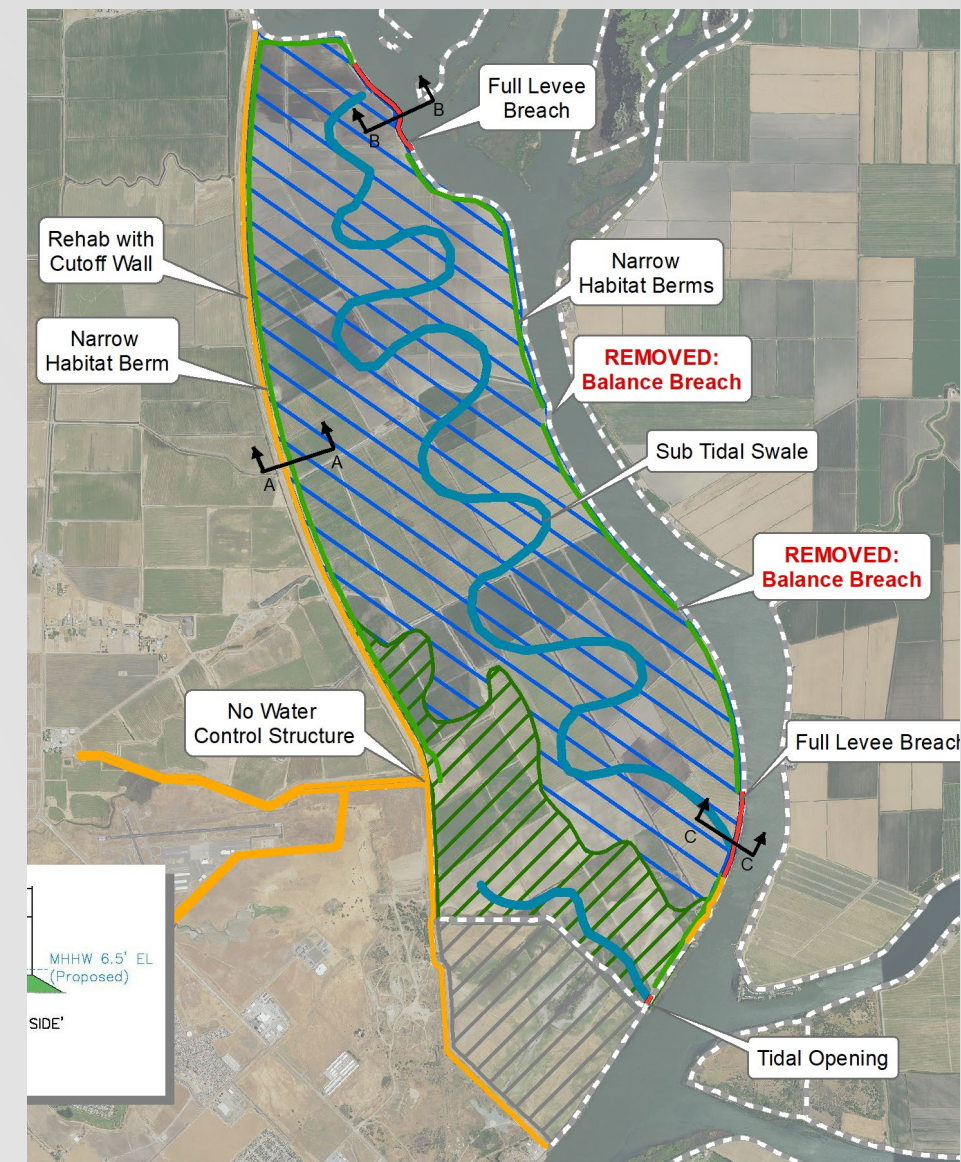 Full Levee
Breach
B
B
Rehab with
Cutoff Wall
Narrow
Habitat Berms
Narrow
Habitat Berm
REMOVED:
Balance Breach
A
A
Sub Tidal Swale
REMOVED:
Balance Breach
No Water
Control Structure
Full Levee Breach
C
C
MHHW 6.5' EL
(Proposed)
SIDE'
Tidal Opening